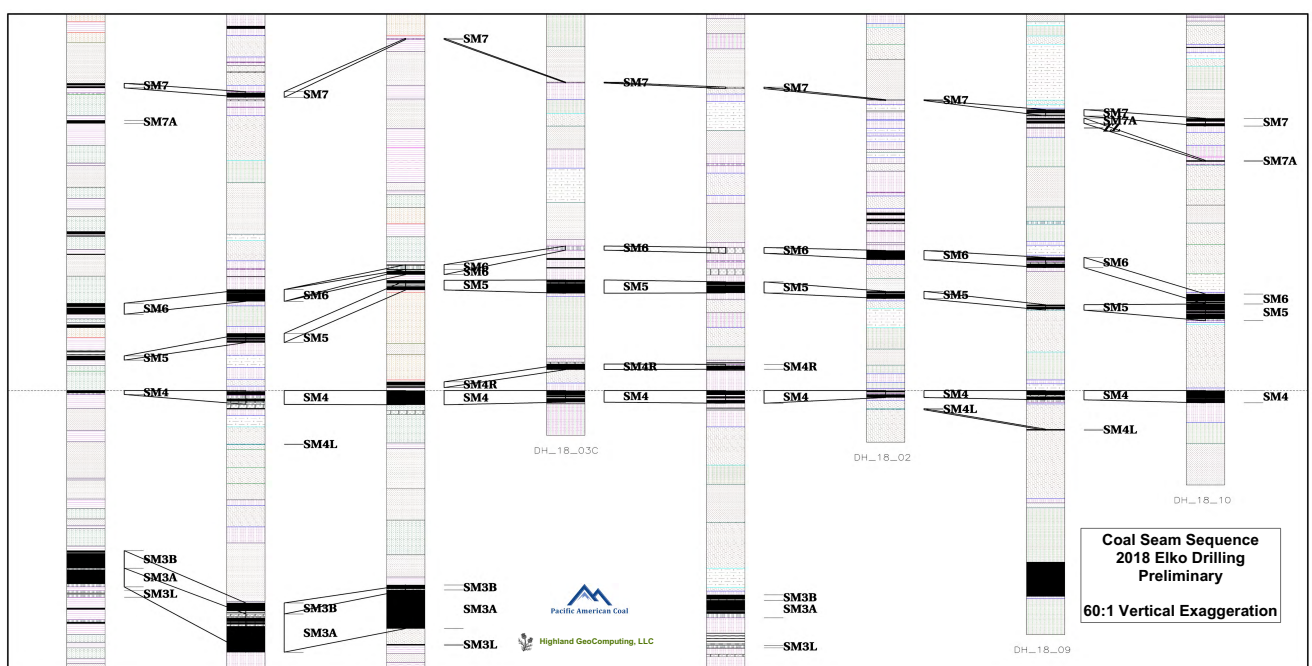 SM7
SM7
SM7
SM7
SM7
SM7
SM7
SM7A
ZZ
SM7
SM7A
SM7A
SM6
SM6
SM6
SM6
SM6
SM6
SM6
SM6
SM6
SM5
SM5
SM5
SM5
SM5
SM5
SM5
SM5
SM4R
SM4R
SM4R
SM4
SM4
SM4
SM4
SM4
SM4
SM4
SM4
SM4L
SM4L
SM4L
DH_18_03C
DH_18_02
DH_18_10
SM3B
SM3A
SM3L
SM3B
SM3A
SM3B
SM3A
SM3L
SM3B
SM3A
SM3L
Pacific American Coal
Highland GeoComputing, LLC
Coal Seam Sequence
2018 Elko Drilling
Preliminary
60:1 Vertical Exaggeration
DH_18_09